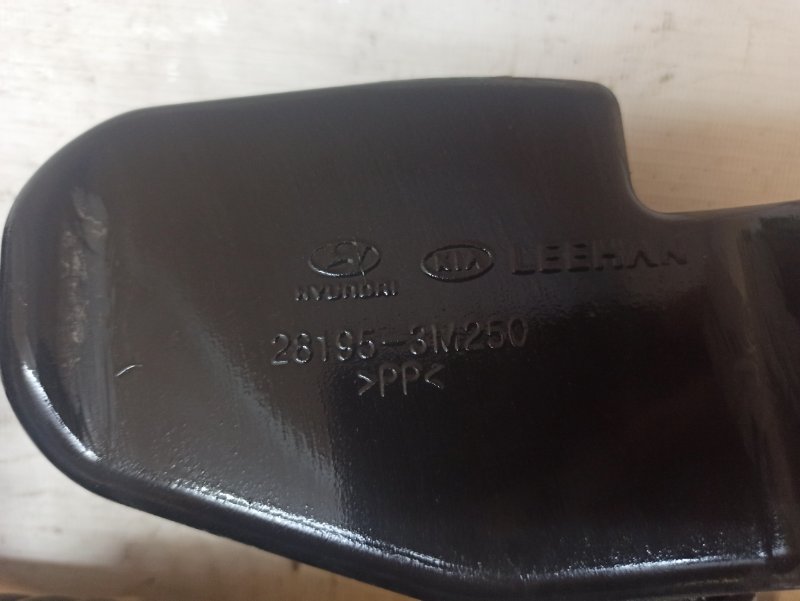 HYUNDAI KIA LEEHAN
28195-3M250
>PP<